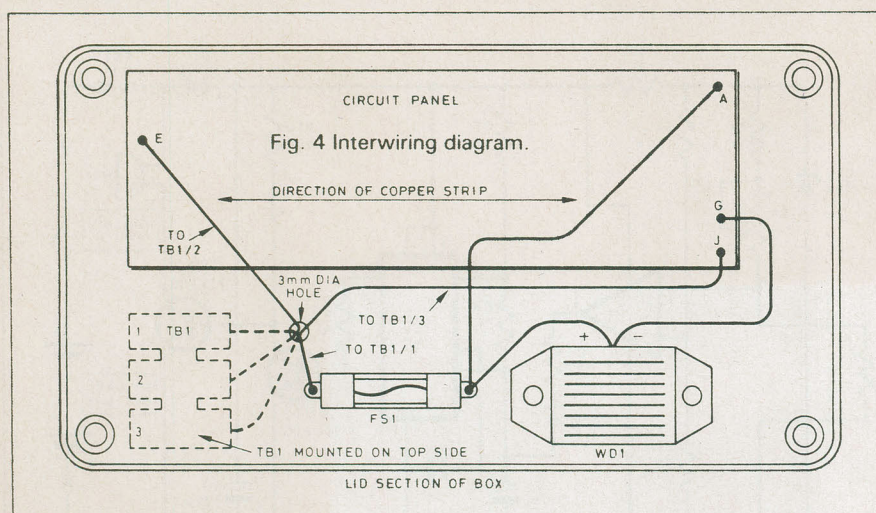 CIRCUIT PANEL
A
E
Fig. 4 Interwiring diagram.
DIRECTION OF COPPER STRIP
G
TO
TB1/2
J
3mm DIA
HOLE
1 TB1
TO TB1/3
+ −
2
TO TB1/1
3
FS1
TB1 MOUNTED ON TOP SIDE
WD1
LID SECTION OF BOX